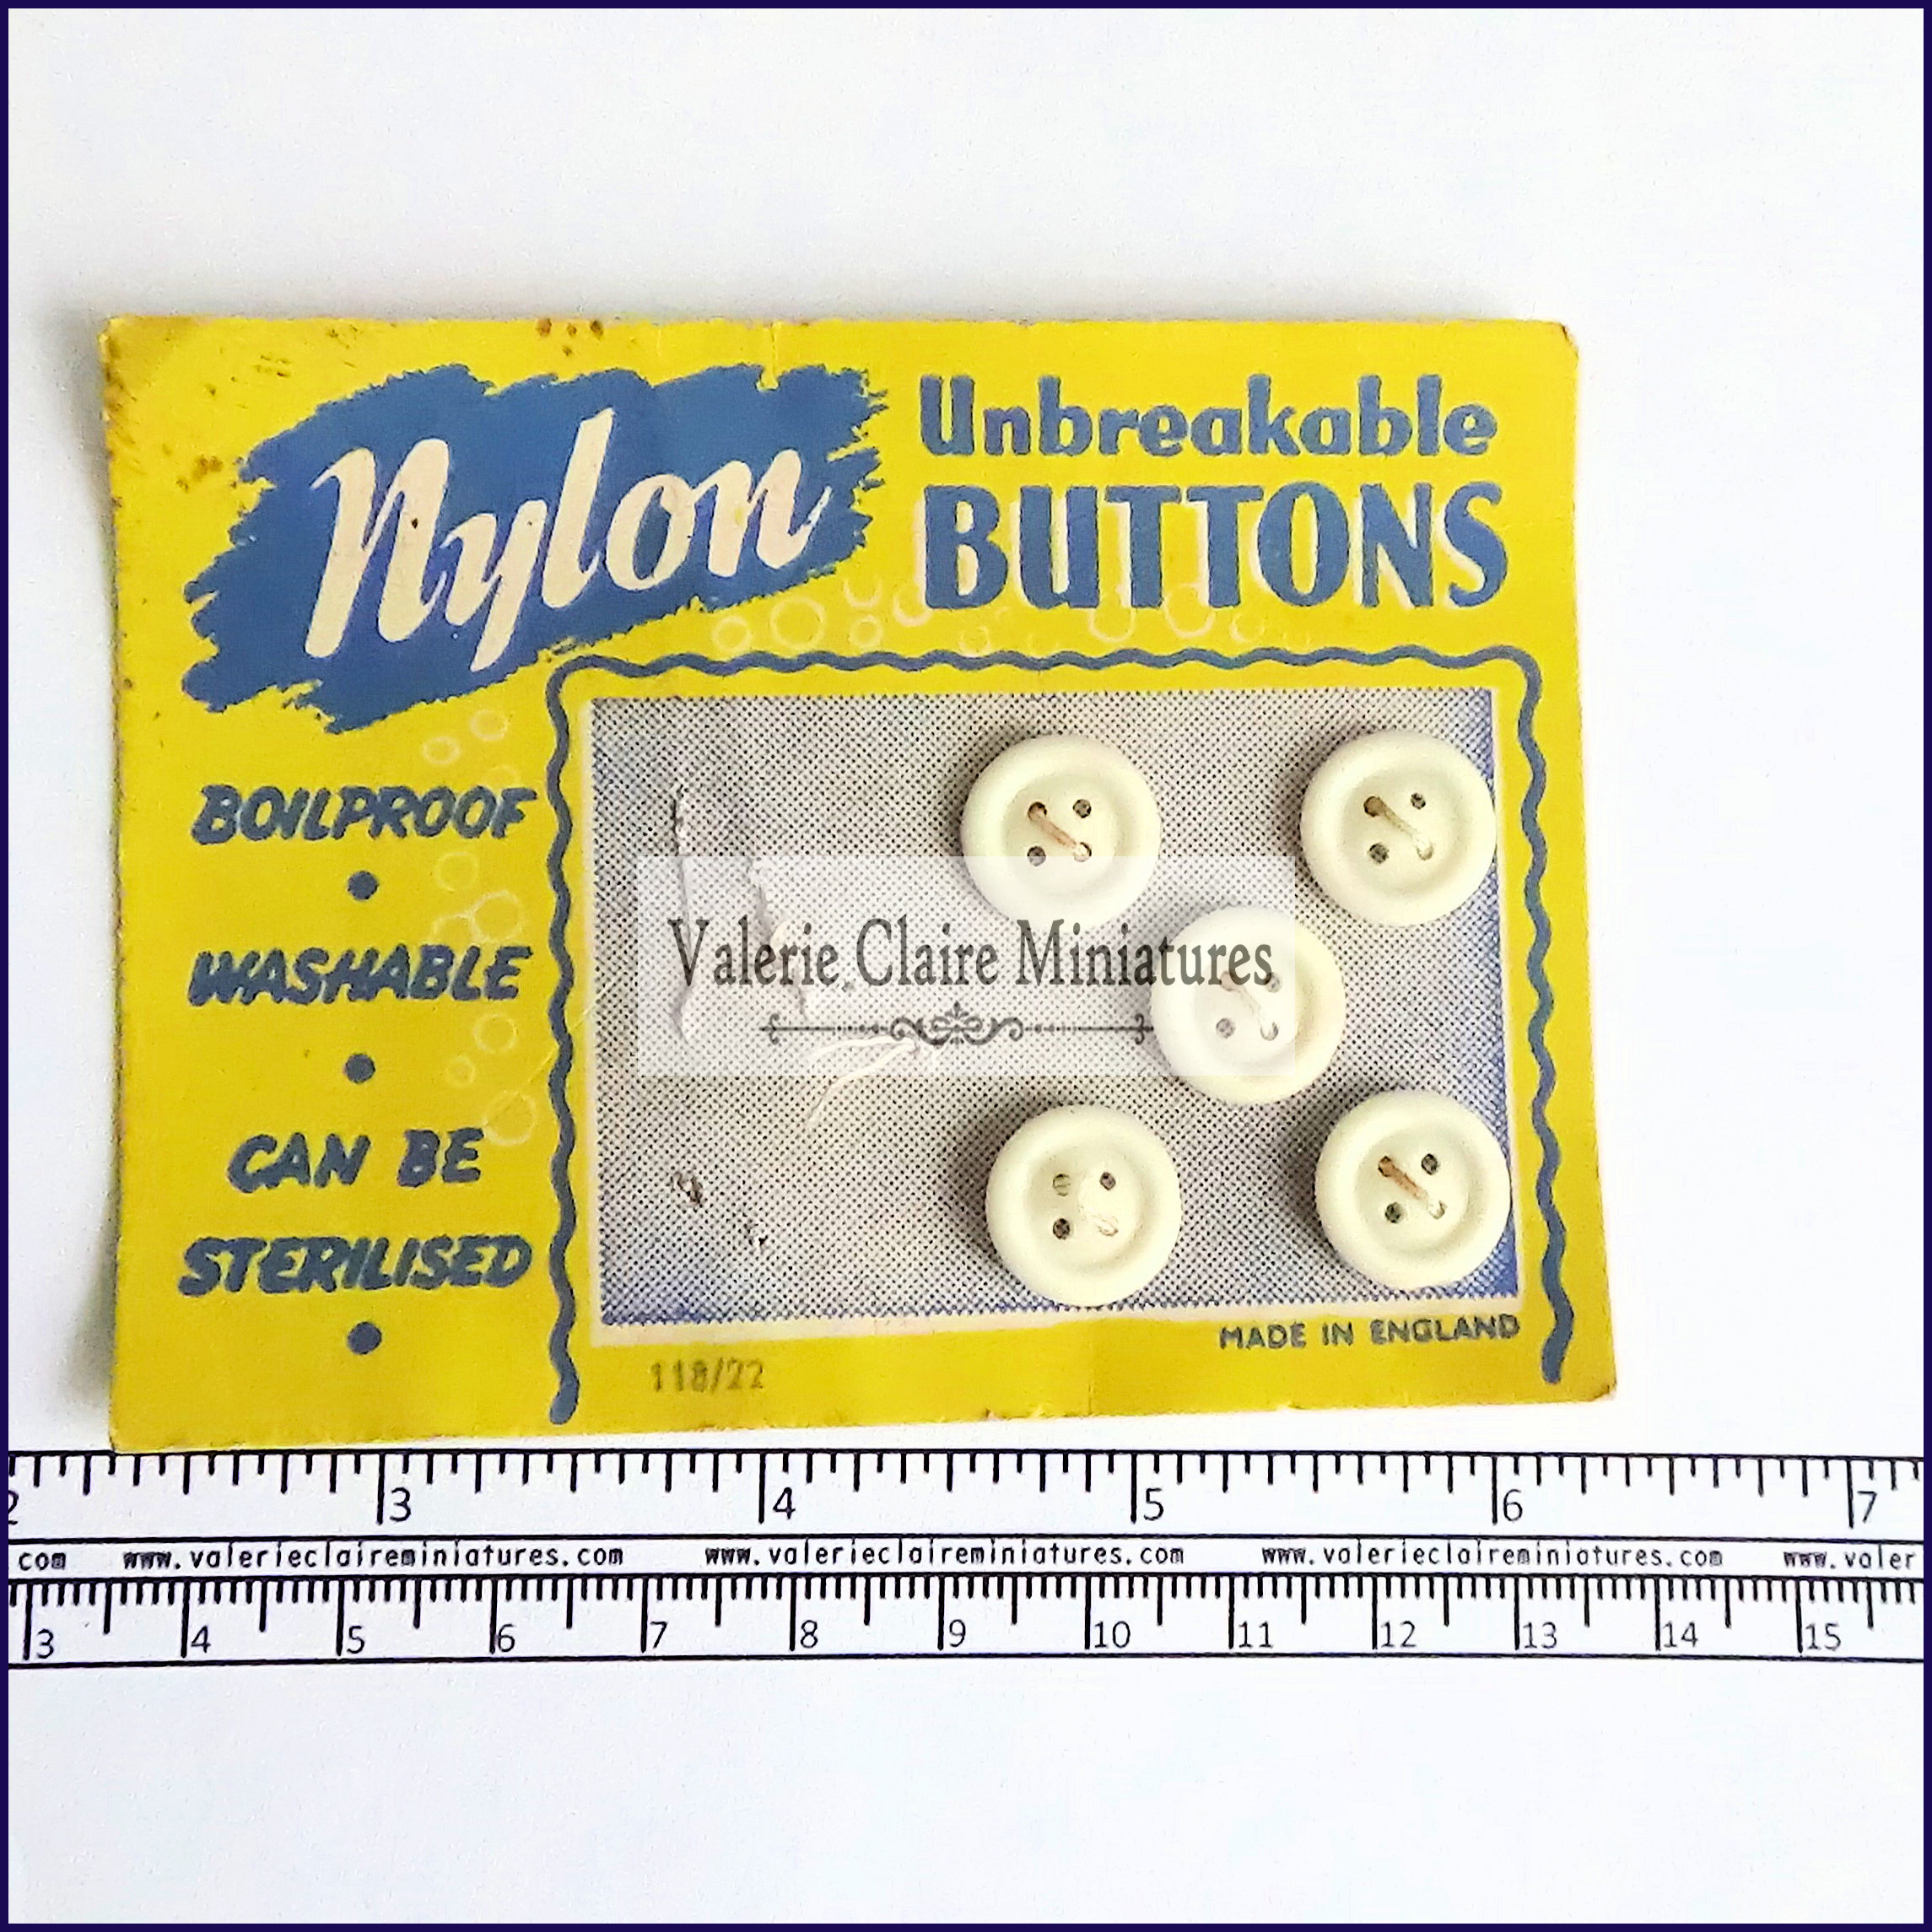 Nylon
Unbreakable
BUTTONS
BOILPROOF
WASHABLE
CAN BE
STERILISED
Valerie Claire Miniatures
MADE IN ENGLAND
118/22
2 3 4 5 6 7
com www.valerieclaireminiatures.com www.valerieclaireminiatures.com www.valerieclaireminiatures.com www.valer
3 4 5 6 7 8 9 10 11 12 13 14 15